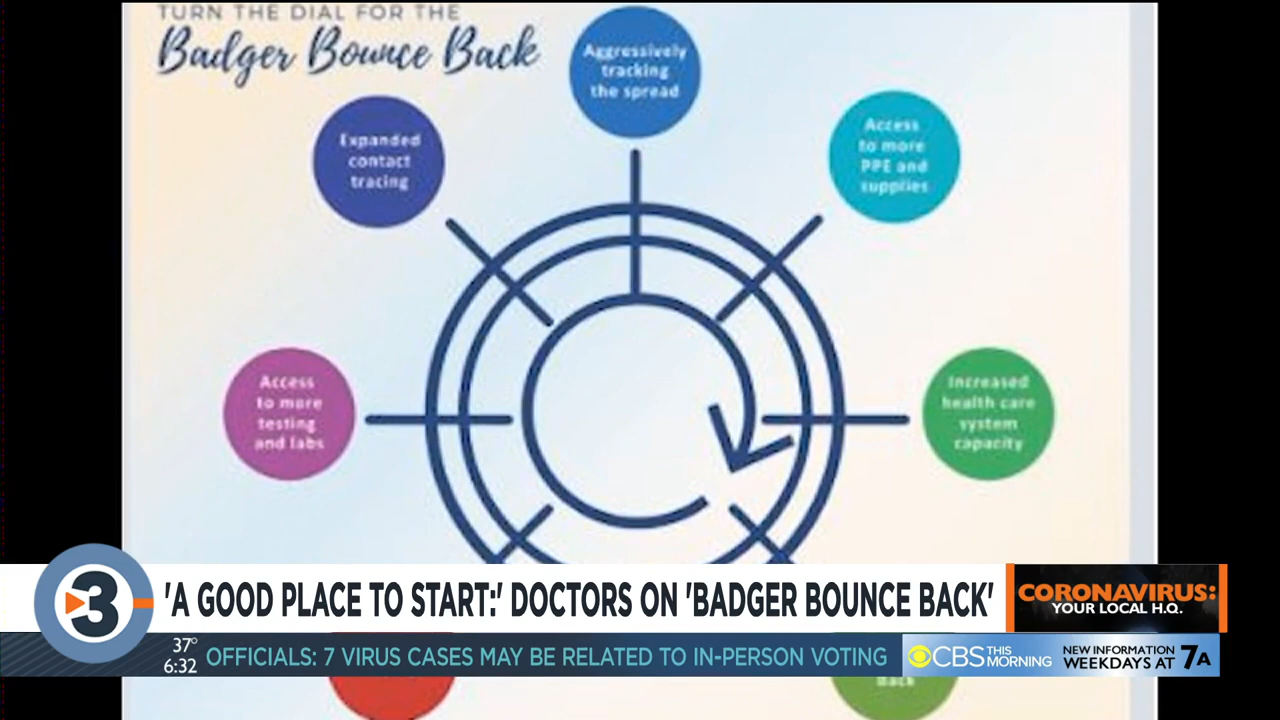 TURN THE DIAL FOR THE
Badger Bounce Back
Aggressively
tracking
the spread
Expanded
contact
tracing
Access
to more
PPE and
supplies
Access
to more
testing
and labs
Increased
health care
system
capacity
3
'A GOOD PLACE TO START:' DOCTORS ON 'BADGER BOUNCE BACK'
CORONAVIRUS:
YOUR LOCAL H.Q.
37°
6:32
OFFICIALS: 7 VIRUS CASES MAY BE RELATED TO IN-PERSON VOTING
CBS THIS MORNING
NEW INFORMATION
WEEKDAYS AT 7A
Back